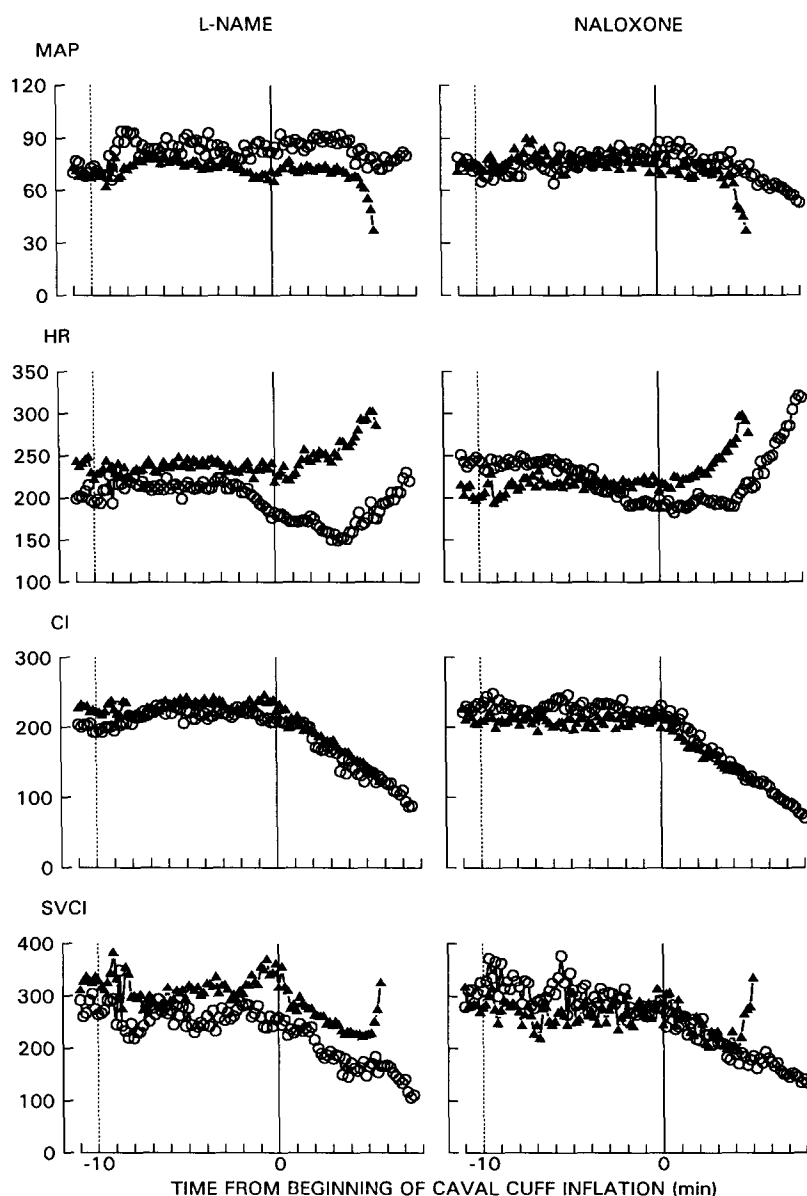 L-NAME NALOXONE
MAP
120
90
60
30
0
HR
350
300
250
200
150
100
CI
300
200
100
0
SVCI
400
300
200
100
0
-10 0 -10 0
TIME FROM BEGINNING OF CAVAL CUFF INFLATION (min)